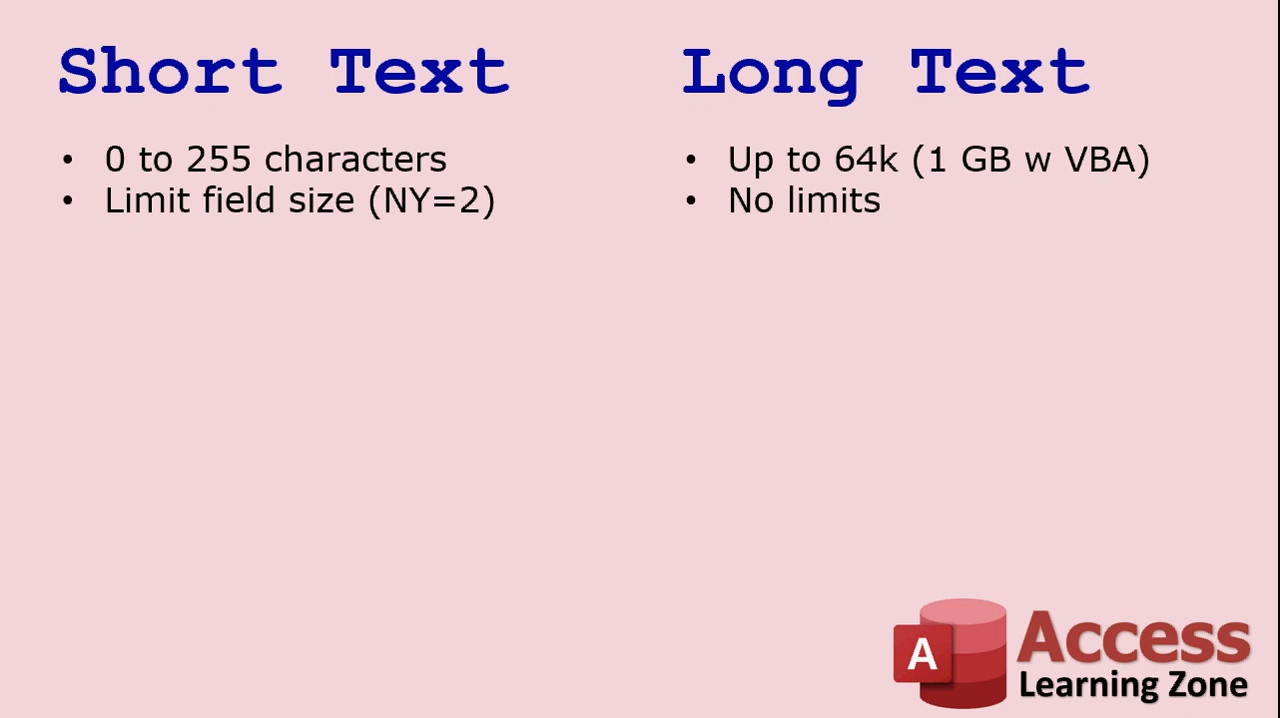 Short Text
• 0 to 255 characters
• Limit field size (NY=2)
Long Text
• Up to 64k (1 GB w VBA)
• No limits
A
Access
Learning Zone